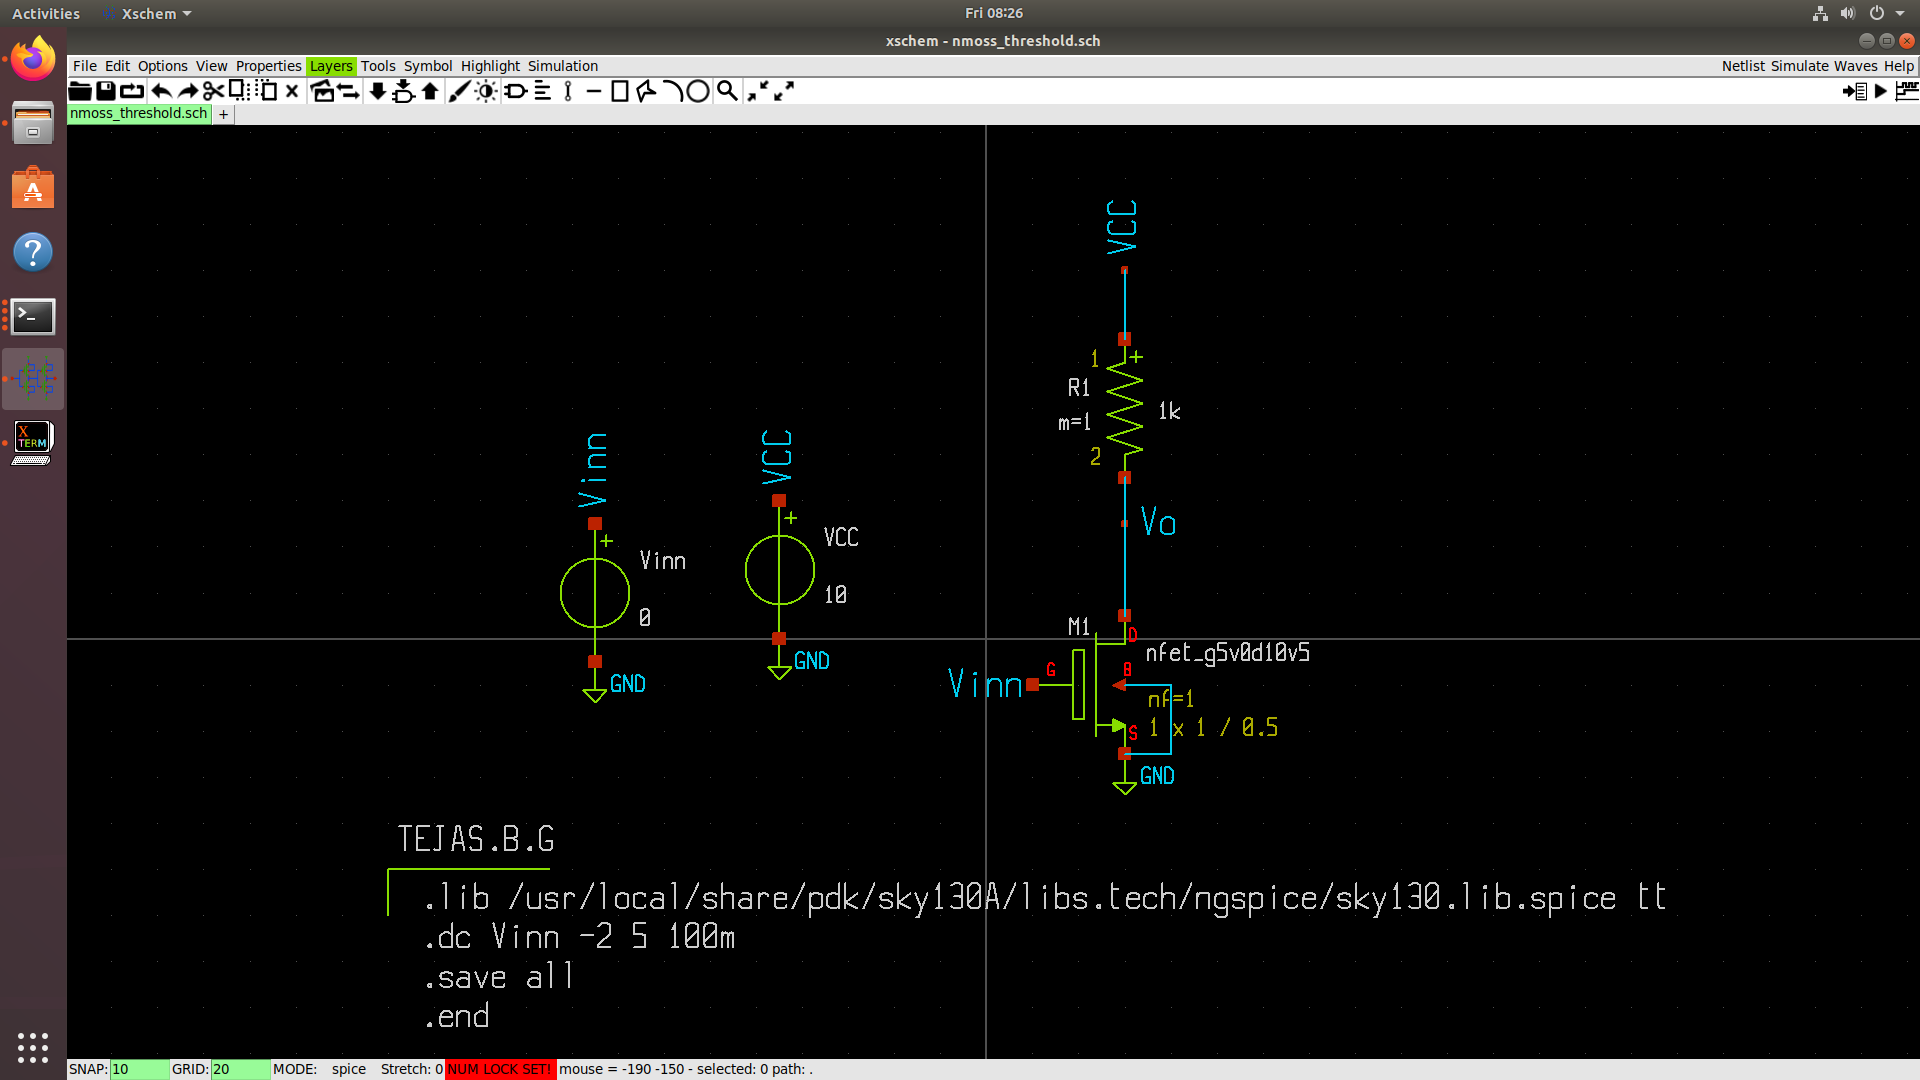 Activities Xschem Fri 08:26
xschem - nmoss_threshold.sch
File Edit Options View Properties Layers Tools Symbol Highlight Simulation Netlist Simulate Waves Help
nmoss_threshold.sch +
VCC
1 +
R1
1k
m=1
2
Vinn
VCC
Vo
+
VCC
+
Vinn
10
0
M1
D
nfet_g5v0d10v5
GND
G
B
Vinn
GND
nf=1
S
1 x 1 / 0.5
GND
TEJAS.B.G
.lib /usr/local/share/pdk/sky130A/libs.tech/ngspice/sky130.lib.spice tt
.dc Vinn -2 5 100m
.save all
.end
X TERM
SNAP: 10 GRID: 20 MODE: spice Stretch: 0 NUM LOCK SET! mouse = -190 -150 - selected: 0 path: .